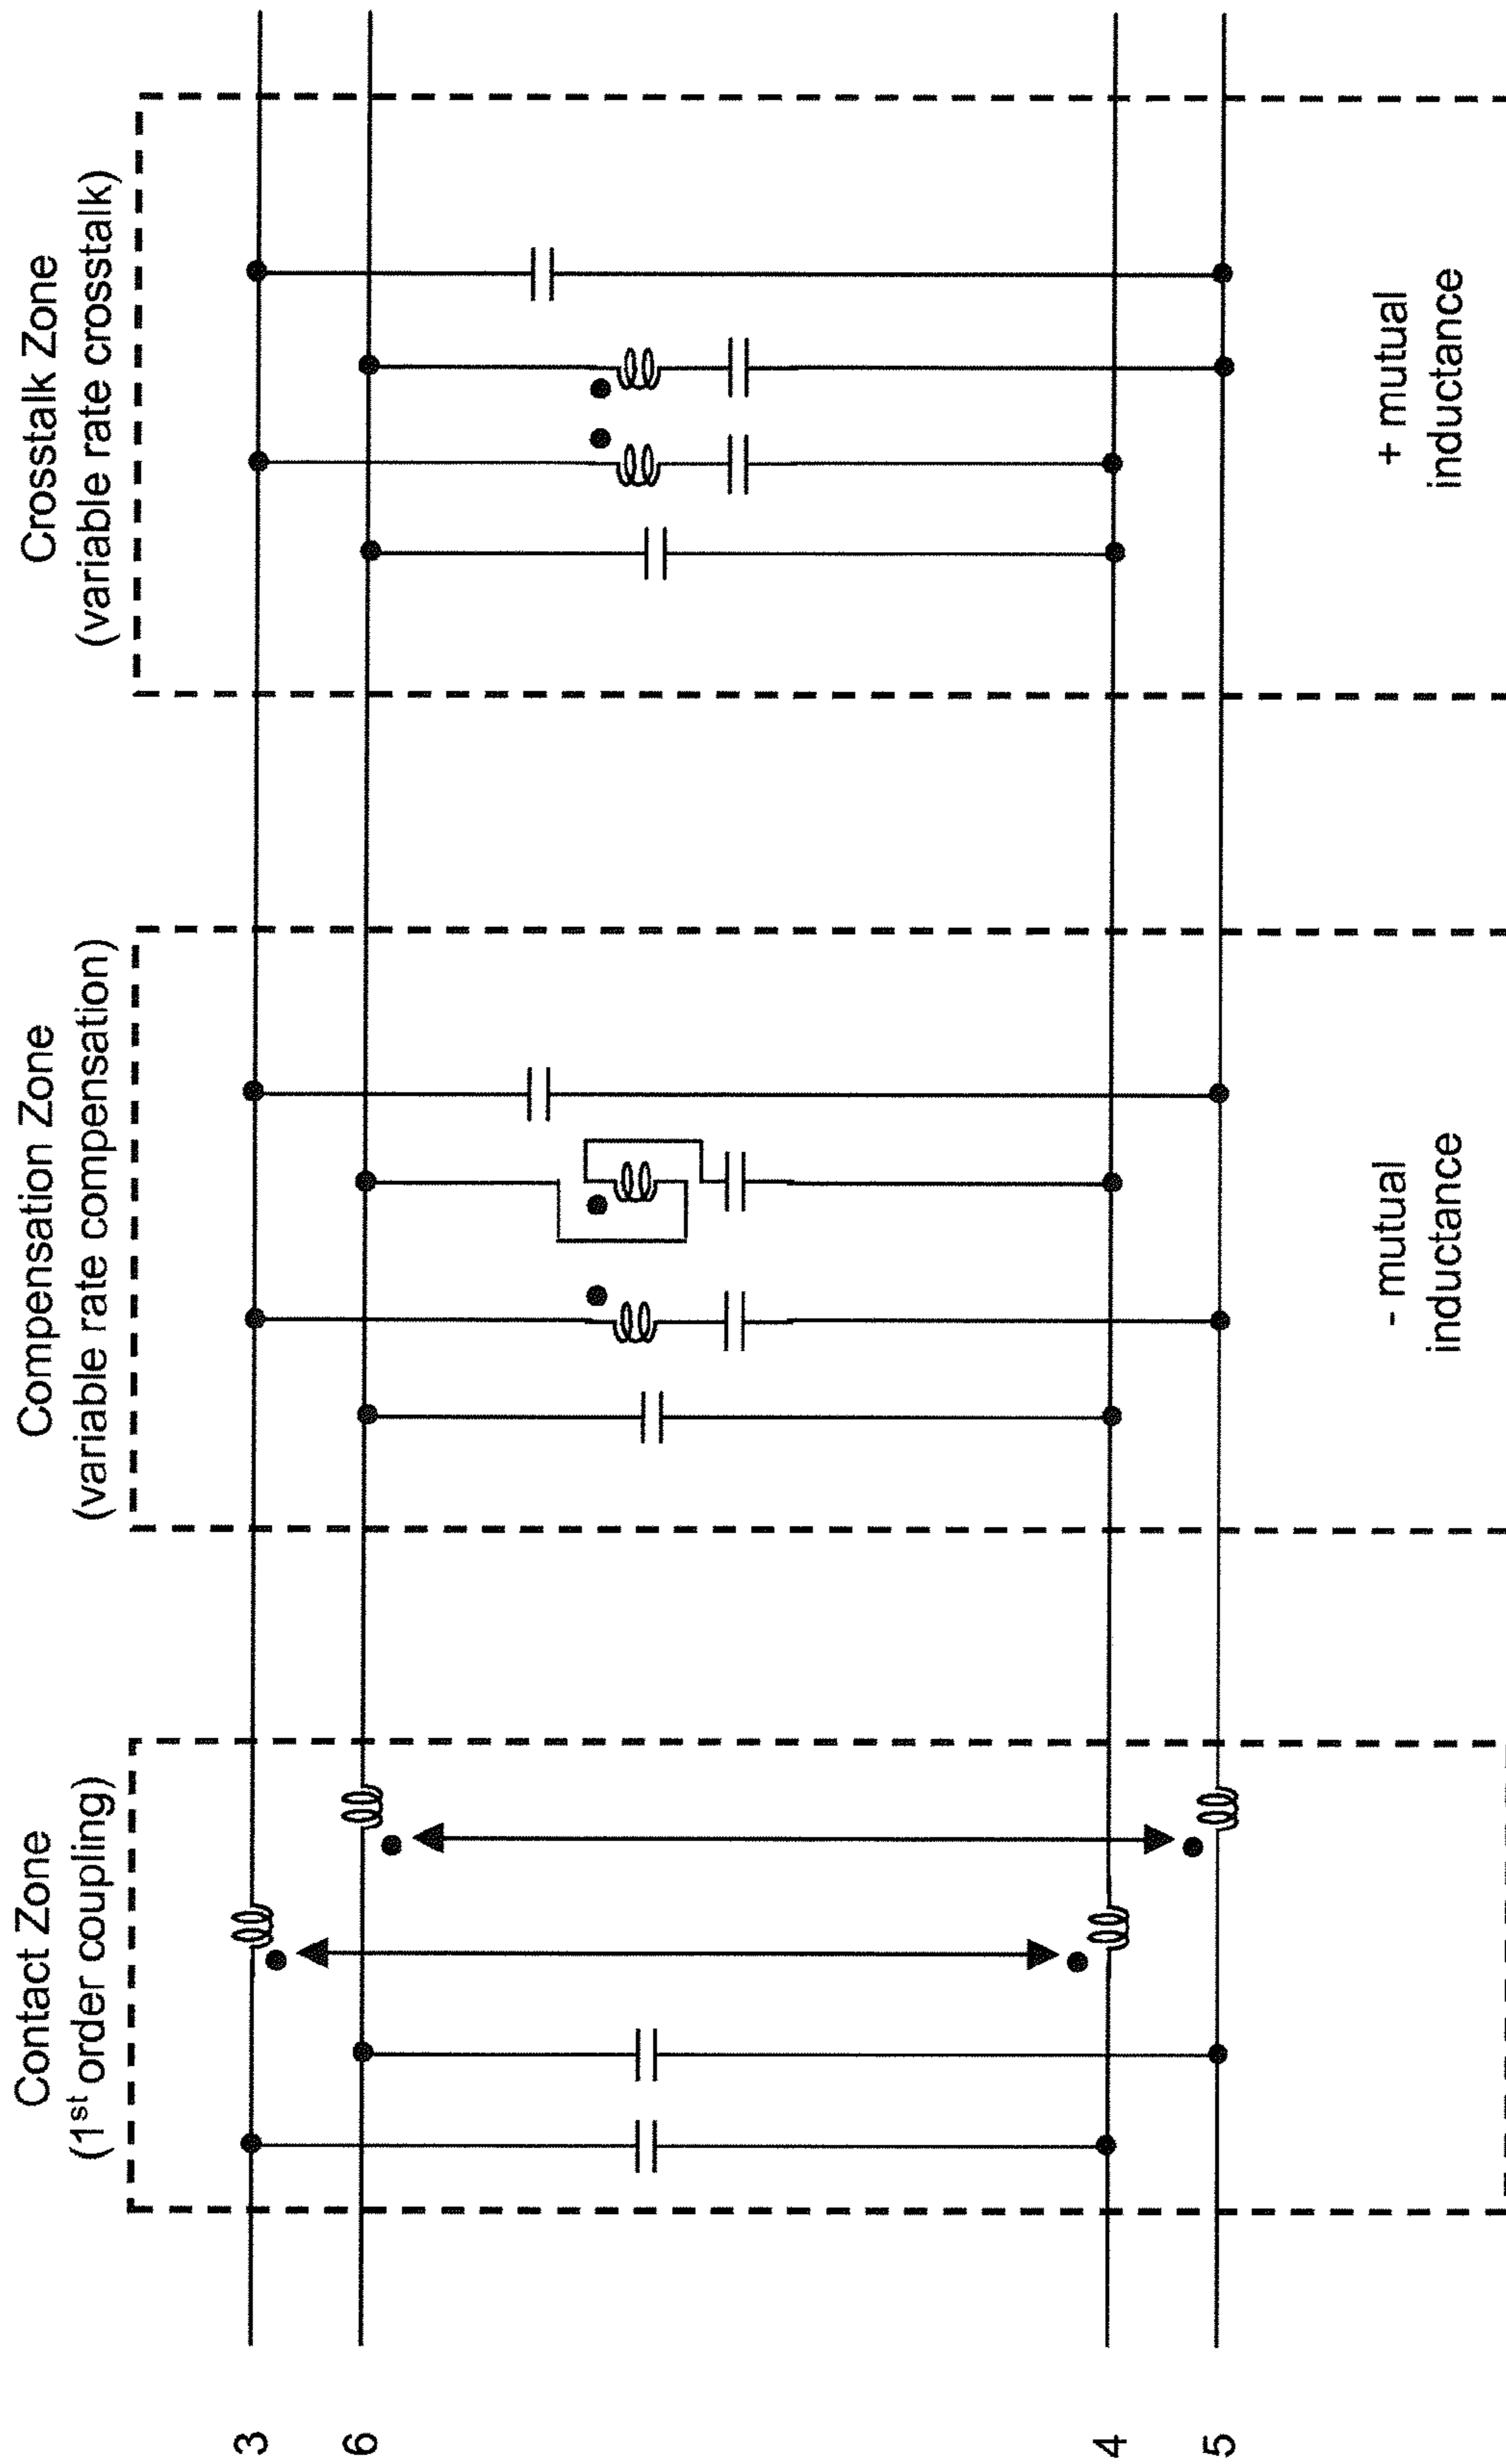 Contact Zone
(1st order coupling)
Compensation Zone
(variable rate compensation)
Crosstalk Zone
(variable rate crosstalk)
3
6
4
5
- mutual
inductance
+ mutual
inductance